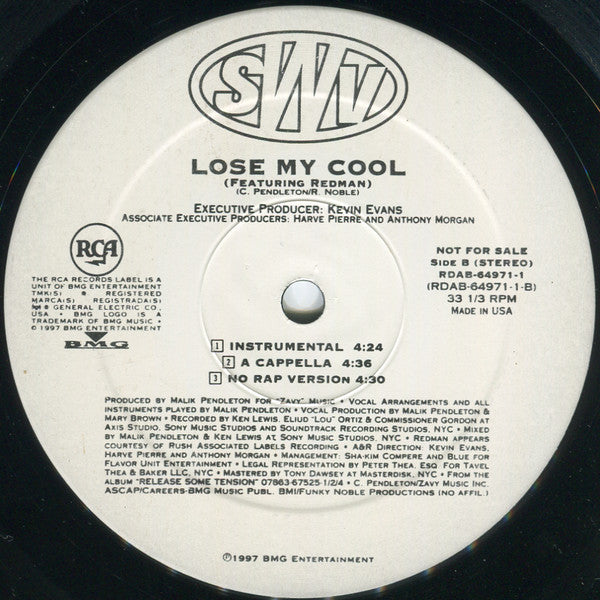 SWV
LOSE MY COOL
(FEATURING REDMAN)
(C. PENDLETON/R. NOBLE)
EXECUTIVE PRODUCER: KEVIN EVANS
ASSOCIATE EXECUTIVE PRODUCERS: HARVE PIERRE AND ANTHONY MORGAN
RCA
THE RCA RECORDS LABEL IS A
UNIT OF BMG ENTERTAINMENT
TMK(S) ® REGISTERED
MARCA(S) REGISTRADA(S)
® GENERAL ELECTRIC CO.,
USA • BMG LOGO IS A
TRADEMARK OF BMG MUSIC •
© 1997 BMG ENTERTAINMENT
BMG
NOT FOR SALE
SIDE B (STEREO)
RDAB-64971-1
(RDAB-64971-1-B)
33 1/3 RPM
MADE IN USA
1 INSTRUMENTAL 4:24
2 A CAPPELLA 4:36
3 NO RAP VERSION 4:30
PRODUCED BY MALIK PENDLETON FOR "ZAVY" MUSIC • VOCAL ARRANGEMENTS AND ALL
INSTRUMENTS PLAYED BY MALIK PENDLETON • VOCAL PRODUCTION BY MALIK PENDLETON &
MARY BROWN • RECORDED BY KEN LEWIS, ELIUD "LOU" ORTIZ & COMMISSIONER GORDON AT
AXIS STUDIO, SONY MUSIC STUDIOS AND SOUNDTRACK RECORDING STUDIOS, NYC • MIXED
BY MALIK PENDLETON & KEN LEWIS AT SONY MUSIC STUDIOS, NYC • REDMAN APPEARS
COURTESY OF RUSH ASSOCIATED LABELS RECORDING • A&R DIRECTION: KEVIN EVANS,
HARVE PIERRE AND ANTHONY MORGAN • MANAGEMENT: SHA-KIM COMPERE AND BLUE FOR
FLAVOR UNIT ENTERTAINMENT • LEGAL REPRESENTATION BY PETER THEA, ESQ. FOR TAVEL
THEA & BAKER LLC, NYC • MASTERED BY TONY DAWSEY AT MASTERDISK, NYC • FROM THE
ALBUM "RELEASE SOME TENSION" 07863-67525-1/2/4 • C. PENDLETON/ZAVY MUSIC INC.
ASCAP/CAREERS-BMG MUSIC PUBL. BMI/FUNKY NOBLE PRODUCTIONS (NO AFFIL.)
℗1997 BMG ENTERTAINMENT